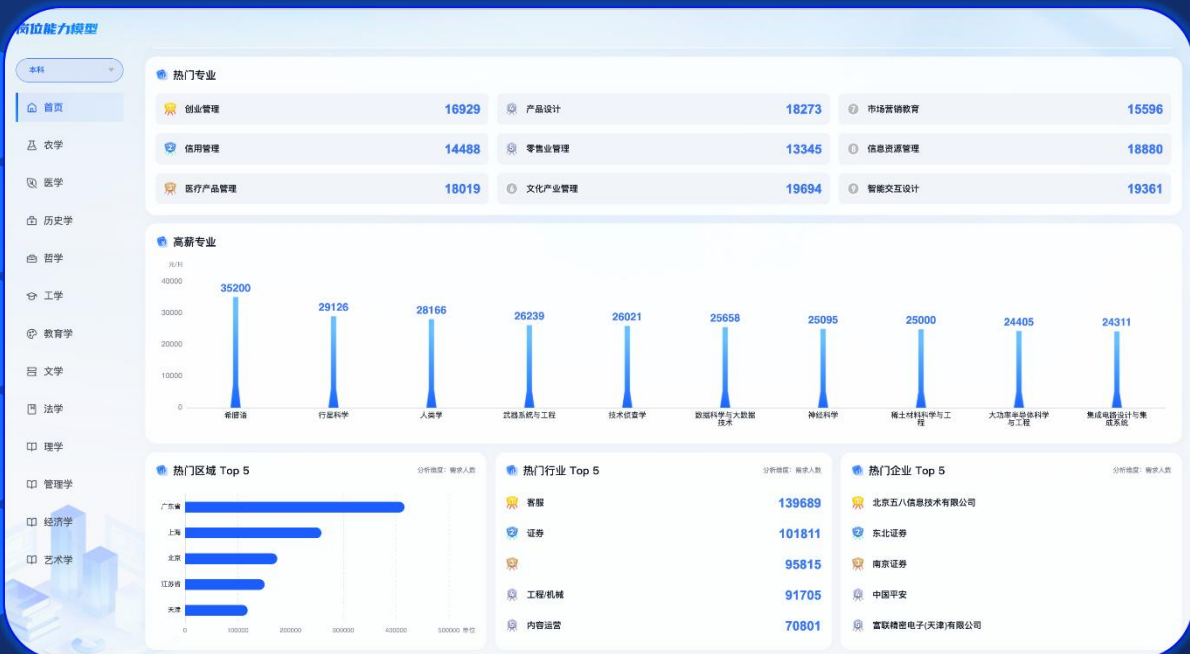 岗位能力模型
本科
首页
农学
医学
历史学
哲学
工学
教育学
文学
法学
理学
管理学
经济学
艺术学
热门专业
创业管理 16929
产品设计 18273
7 市场营销教育 15596
信用管理 14488
零售业管理 13345
8 信息资源管理 18880
医疗产品管理 18019
6 文化产业管理 19694
9 智能交互设计 19361
高薪专业
元/月
40000
30000
20000
10000
0
35200
29126
28166
26239
26021
25658
25095
25000
24405
24311
希腊语
行星科学
人类学
武器系统与工程
技术侦查学
数据科学与大数据
技术
神经科学
稀土材料科学与工
程
大功率半导体科学
与工程
集成电路设计与集
成系统
热门区域 Top 5
分析维度：需求人数
广东省
上海
北京
江苏省
天津
0 100000 200000 300000 400000 500000 单位
热门行业 Top 5
分析维度：需求人数
客服 139689
证券 101811
95815
工程/机械 91705
内容运营 70801
热门企业 Top 5
分析维度：需求人数
北京五八信息技术有限公司
东北证券
南京证券
中国平安
富联精密电子(天津)有限公司